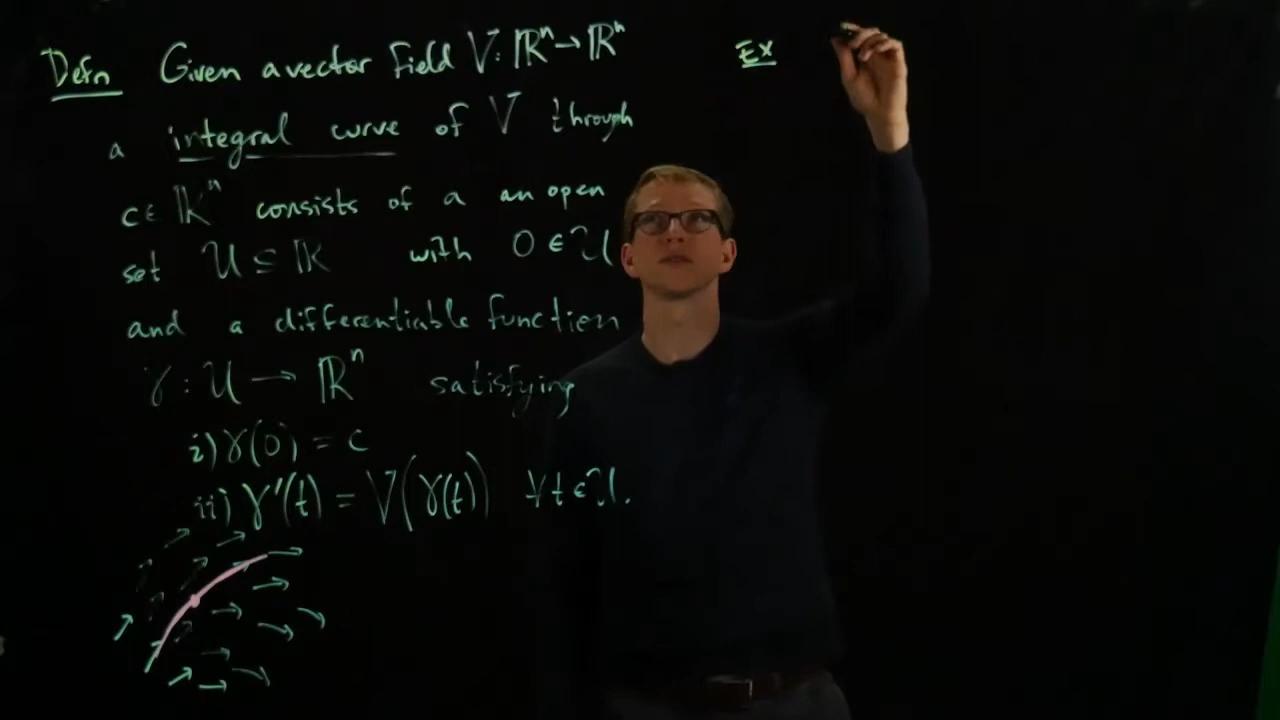 Defn Given a vector field V: ℝⁿ → ℝⁿ
a integral curve of V through
c ∈ ℝⁿ consists of a an open
set U ⊆ ℝ with 0 ∈ U
and a differentiable function
γ : U → ℝⁿ satisfying
i) γ(0) = c
ii) γ'(t) = V(γ(t)) ∀ t ∈ U.
Ex